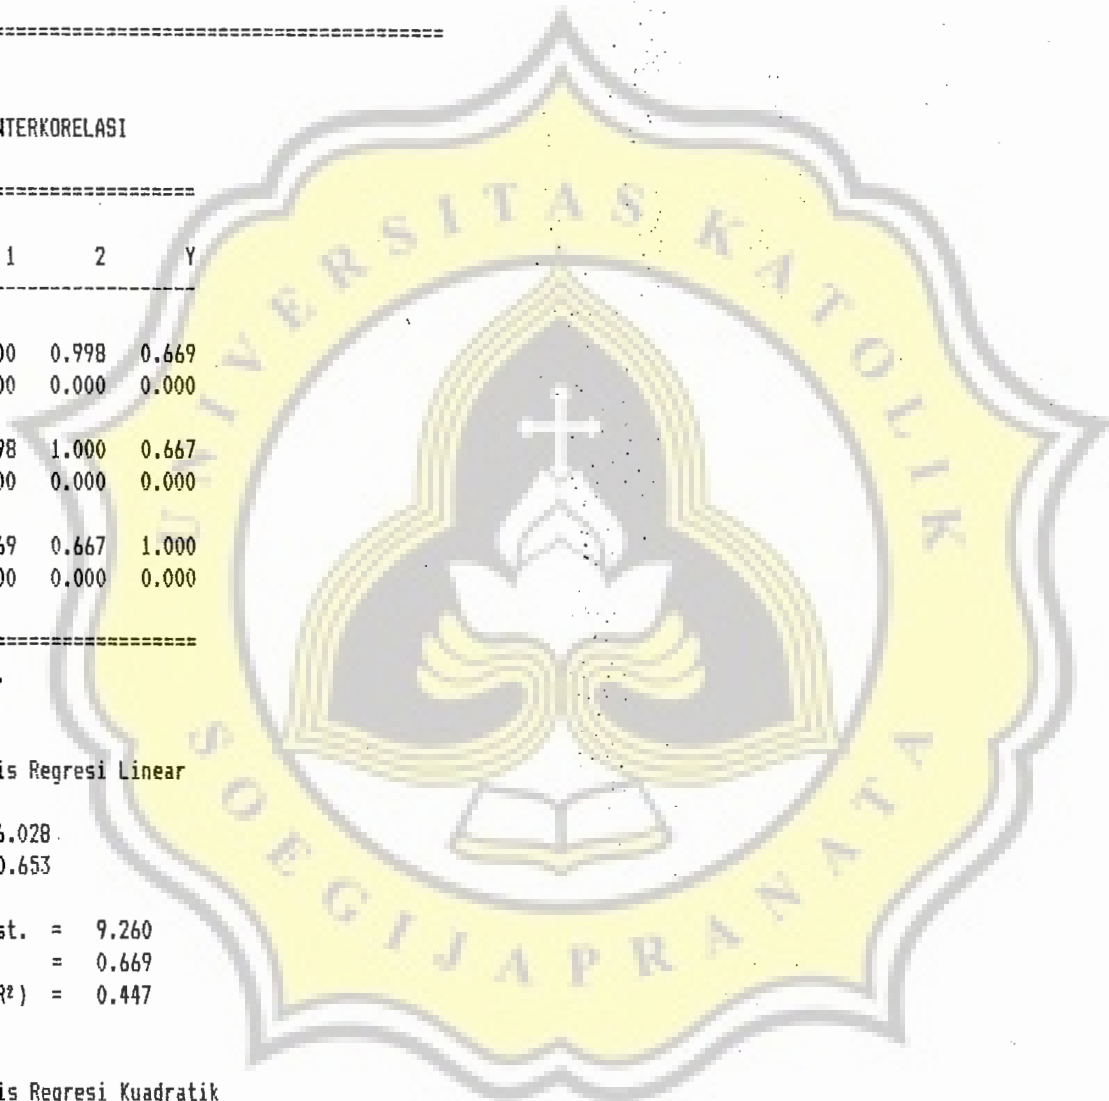 ============================================
NTERKORELASI
====================
1 2 Y
--------------------
00 0.998 0.669
00 0.000 0.000
98 1.000 0.667
00 0.000 0.000
69 0.667 1.000
00 0.000 0.000
====================
is Regresi Linear
6.028
0.653
st. = 9.260
= 0.669
R²) = 0.447
is Regresi Kuadratik
UNIVERSITAS KATOLIK
SOEGIJAPRANATA